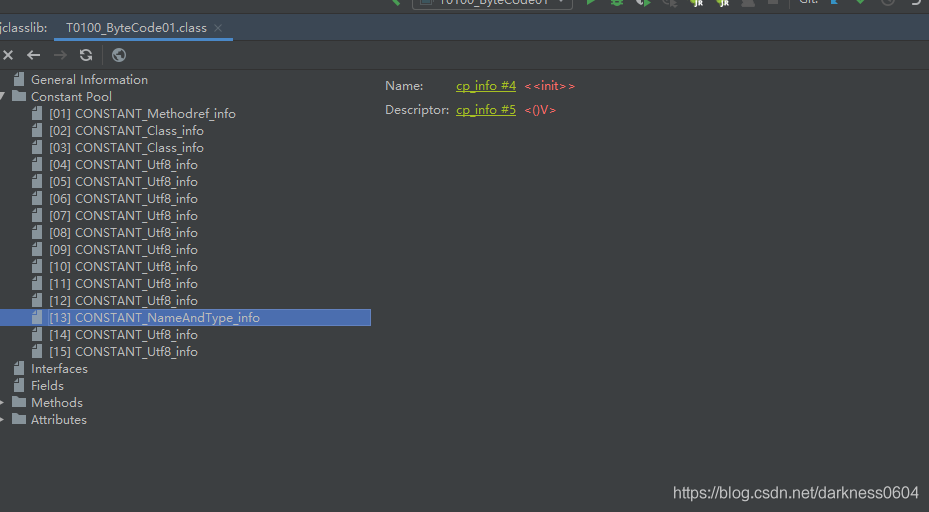 T0100_ByteCode01
Git:
jclasslib: T0100_ByteCode01.class
General Information
Constant Pool
[01] CONSTANT_Methodref_info
[02] CONSTANT_Class_info
[03] CONSTANT_Class_info
[04] CONSTANT_Utf8_info
[05] CONSTANT_Utf8_info
[06] CONSTANT_Utf8_info
[07] CONSTANT_Utf8_info
[08] CONSTANT_Utf8_info
[09] CONSTANT_Utf8_info
[10] CONSTANT_Utf8_info
[11] CONSTANT_Utf8_info
[12] CONSTANT_Utf8_info
[13] CONSTANT_NameAndType_info
[14] CONSTANT_Utf8_info
[15] CONSTANT_Utf8_info
Interfaces
Fields
Methods
Attributes
Name: cp_info #4 <<init>>
Descriptor: cp_info #5 <()V>
https://blog.csdn.net/darkness0604